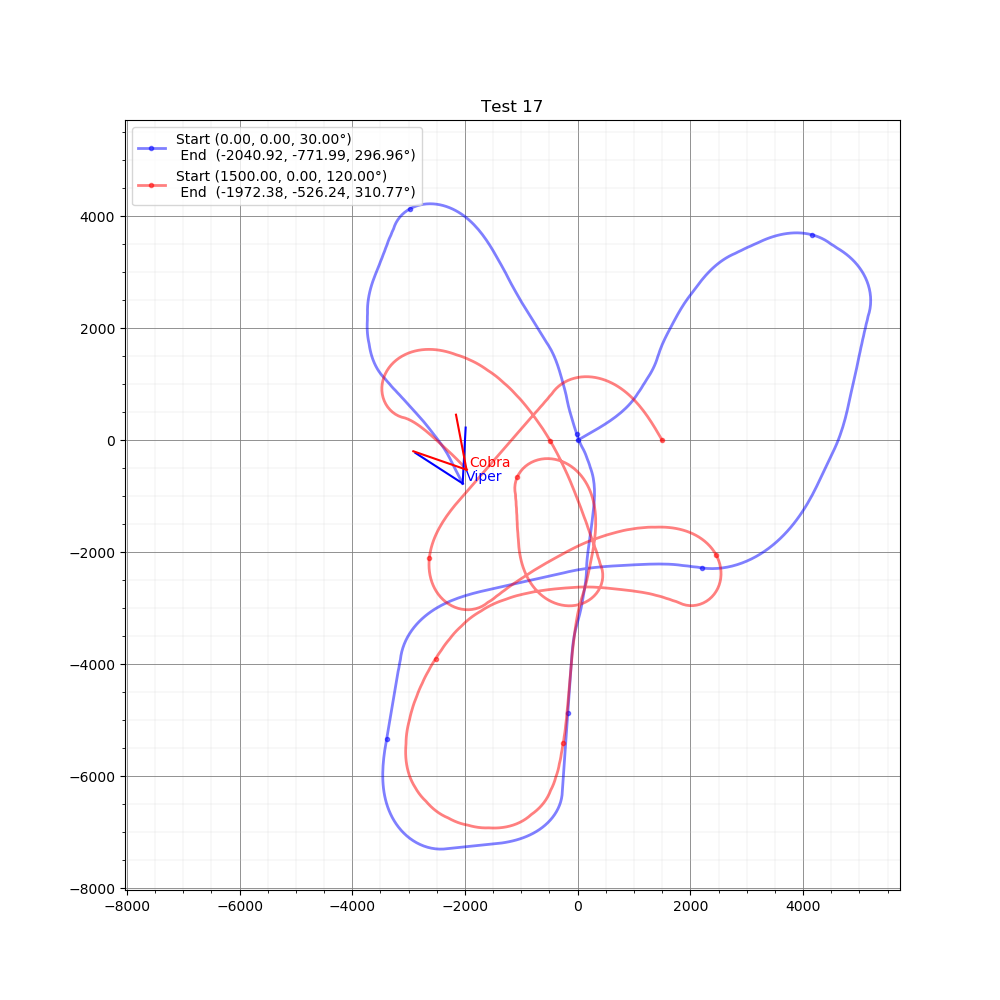 Test 17
Start (0.00, 0.00, 30.00°)
End  (-2040.92, -771.99, 296.96°)
Start (1500.00, 0.00, 120.00°)
End  (-1972.38, -526.24, 310.77°)
4000
2000
0
−2000
−4000
−6000
−8000
Cobra
Viper
−8000 −6000 −4000 −2000 0 2000 4000